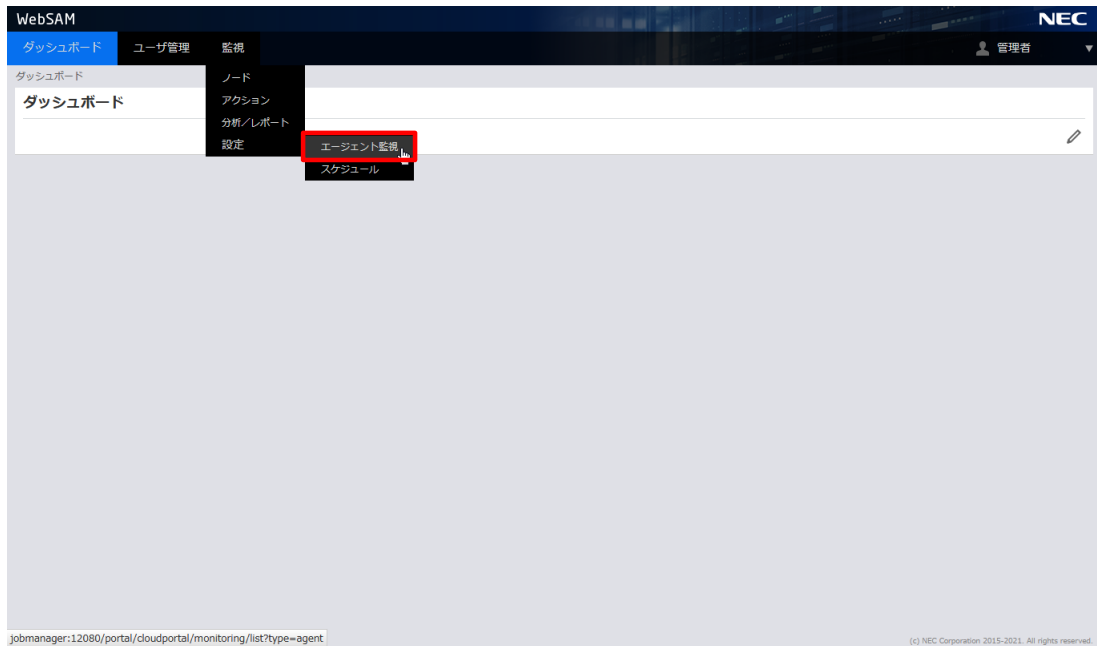 WebSAM
NEC
ダッシュボード ユーザ管理 監視 管理者 ▼
ダッシュボード
ノード
ダッシュボード
アクション
分析／レポート
設定
エージェント監視
スケジュール
jobmanager:12080/portal/cloudportal/monitoring/list?type=agent
(c) NEC Corporation 2015-2021. All rights reserved.